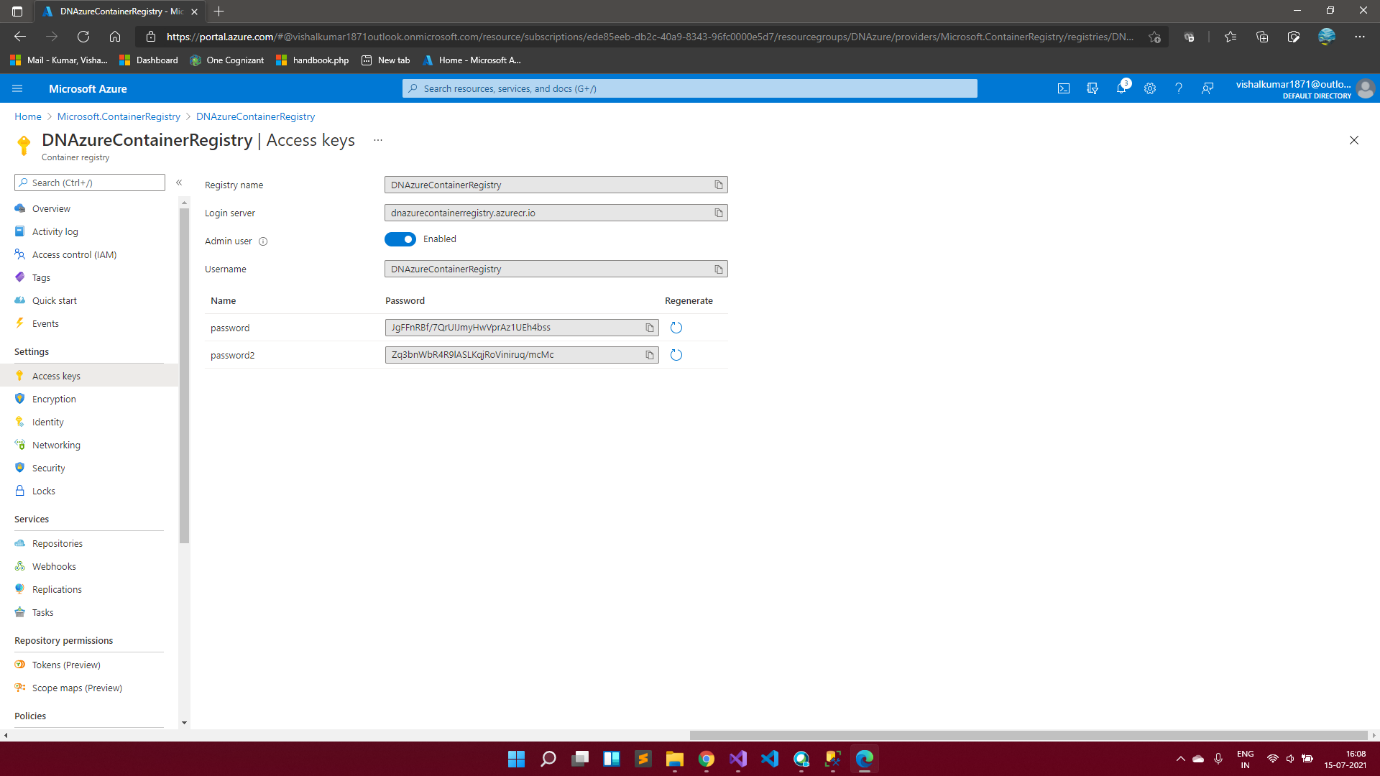 DNAzureContainerRegistry - Mic
https://portal.azure.com/#@vishalkumar1871outlook.onmicrosoft.com/resource/subscriptions/ede85eeb-db2c-40a9-8343-96fc0000e5d7/resourcegroups/DNAzure/providers/Microsoft.ContainerRegistry/registries/DN...
Mail - Kumar, Visha... Dashboard One Cognizant handbook.php New tab Home - Microsoft A...
Microsoft Azure
Search resources, services, and docs (G+/)
3
vishalkumar1871@outlo...
DEFAULT DIRECTORY
Home > Microsoft.ContainerRegistry > DNAzureContainerRegistry
DNAzureContainerRegistry | Access keys ...
Container registry
Search (Ctrl+/)
Overview
Activity log
Access control (IAM)
Tags
Quick start
Events
Settings
Access keys
Encryption
Identity
Networking
Security
Locks
Services
Repositories
Webhooks
Replications
Tasks
Repository permissions
Tokens (Preview)
Scope maps (Preview)
Policies
Registry name DNAzureContainerRegistry
Login server dnazurecontainerregistry.azurecr.io
Admin user Enabled
Username DNAzureContainerRegistry
Name Password Regenerate
password
password2
ENG
IN
16:08
15-07-2021